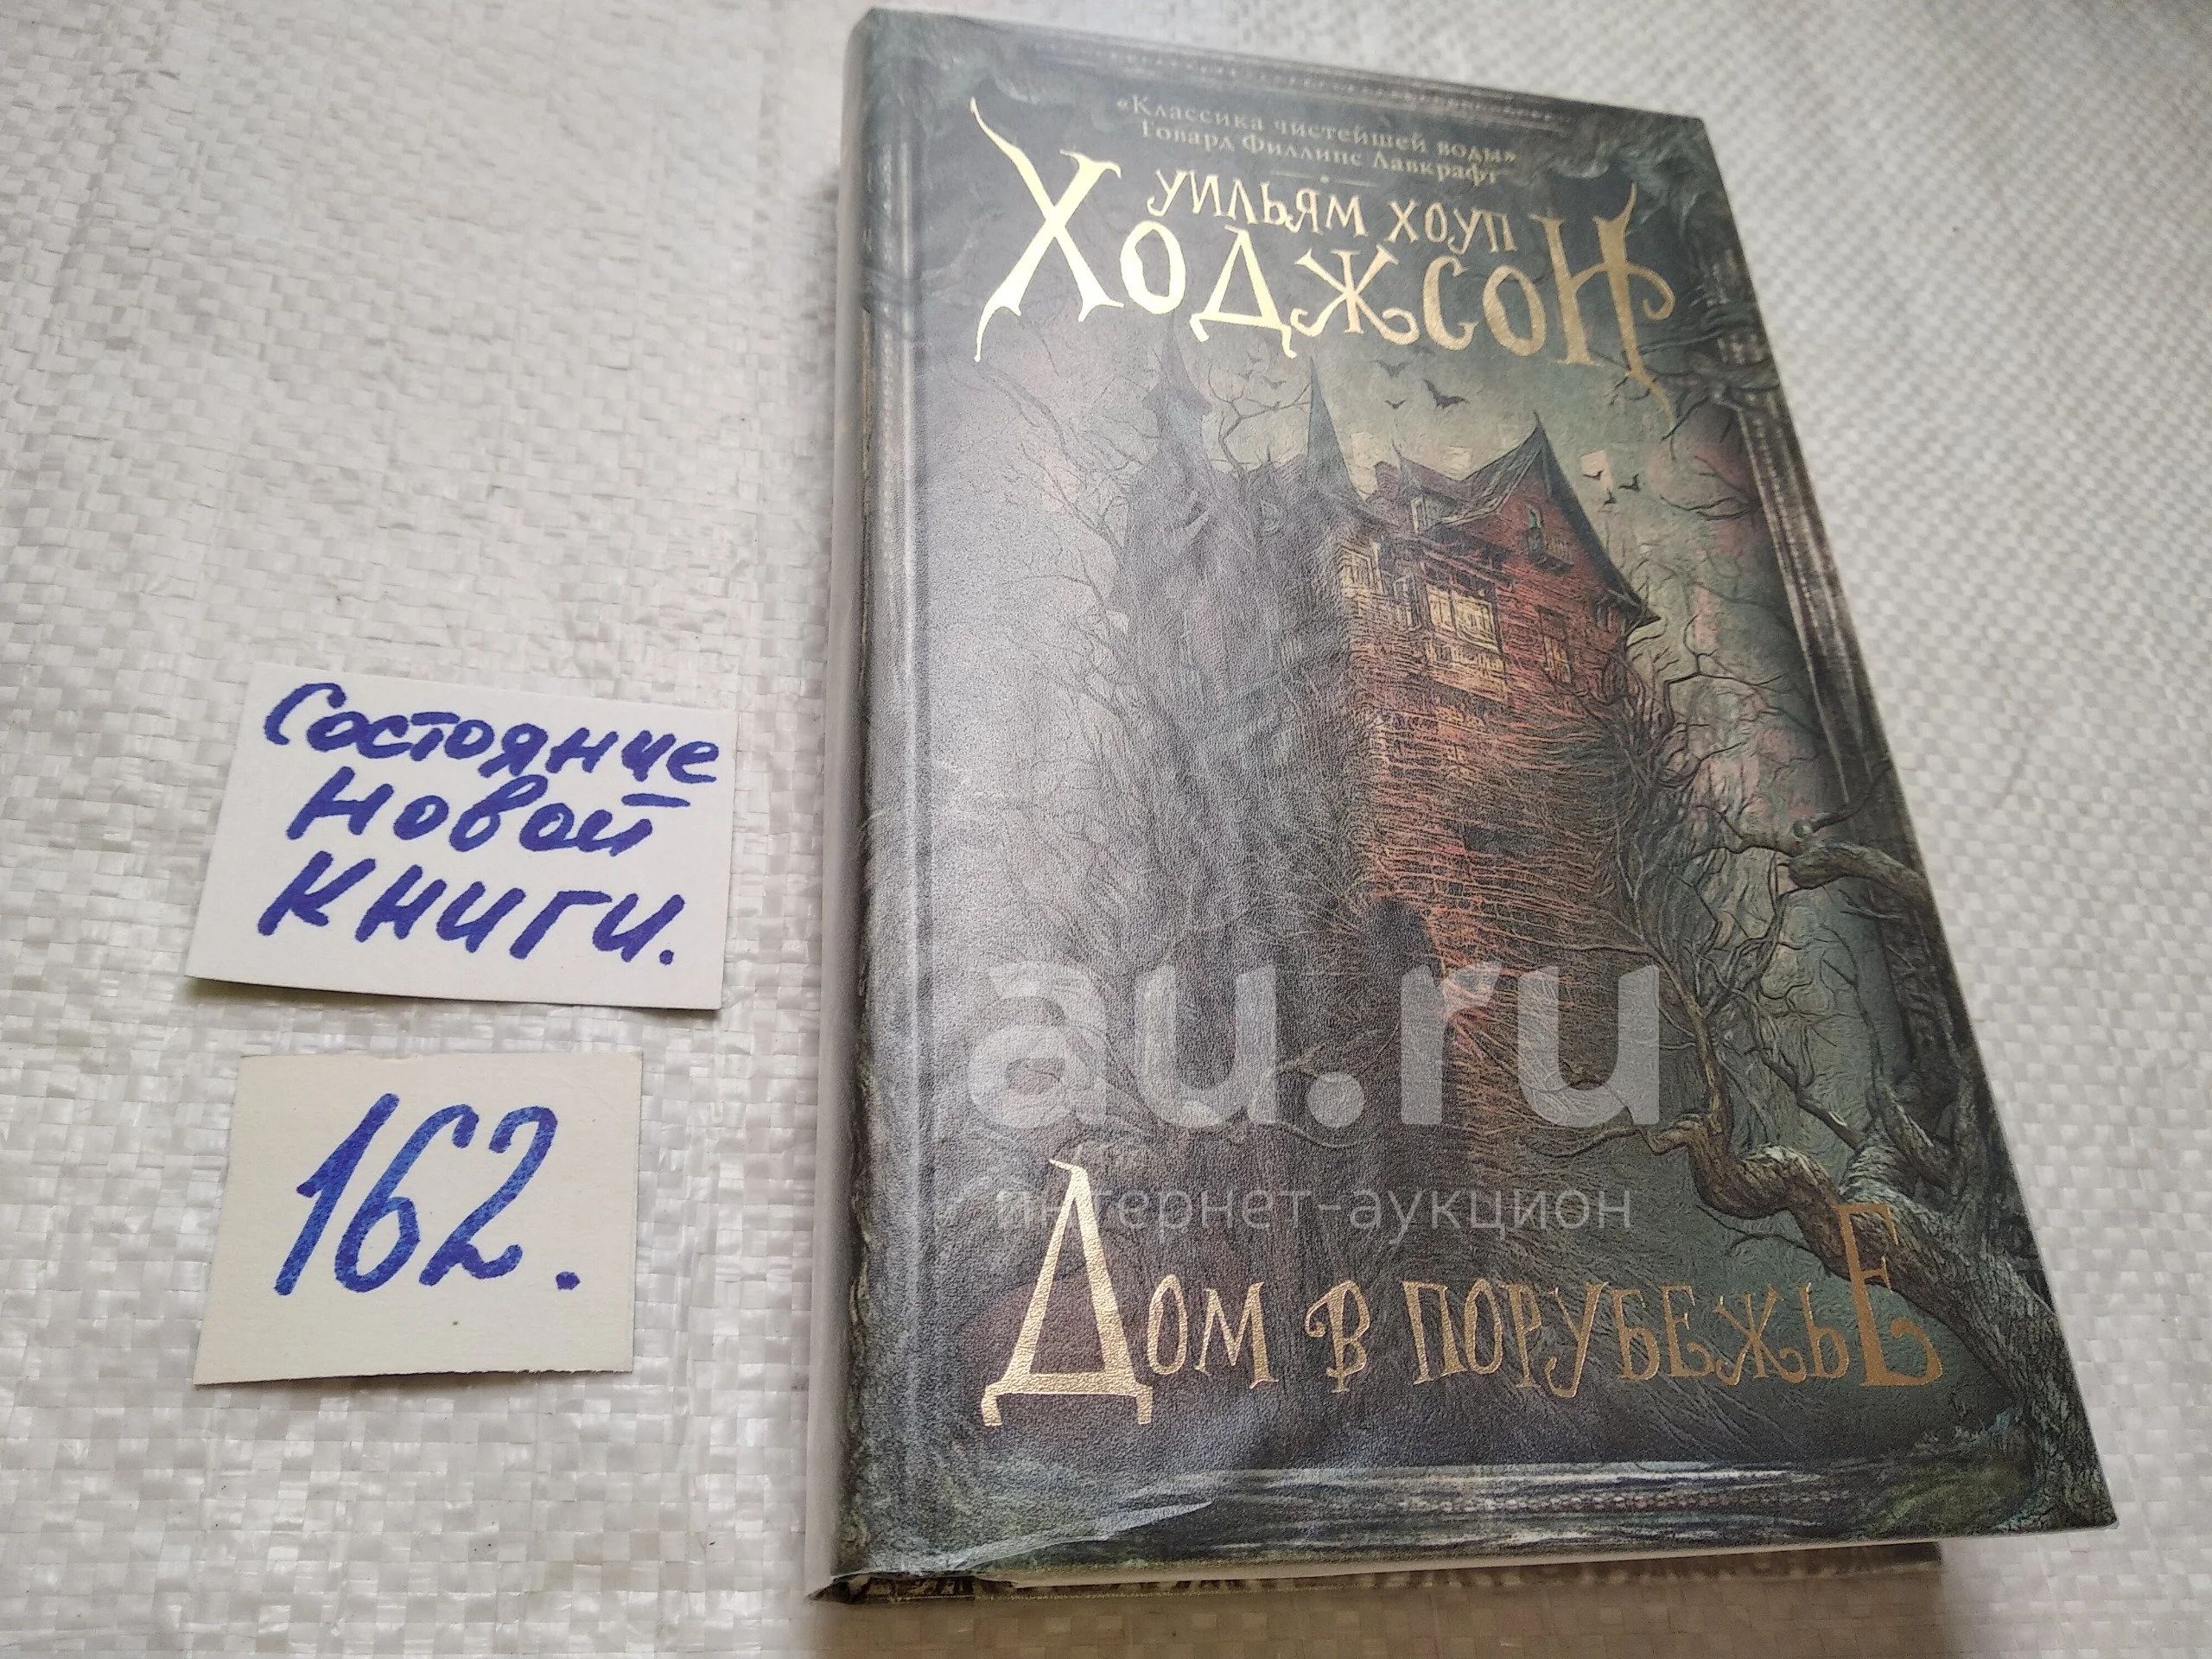 «Классика чистейшей воды»
Говард Филлипс Лавкрафт
УИЛЬЯМ ХОУП
ХОДЖСОН
Состояние
новой
книги.
162.
au.ru
интернет-аукцион
ДОМ В ПОРУБЕЖЬЕ